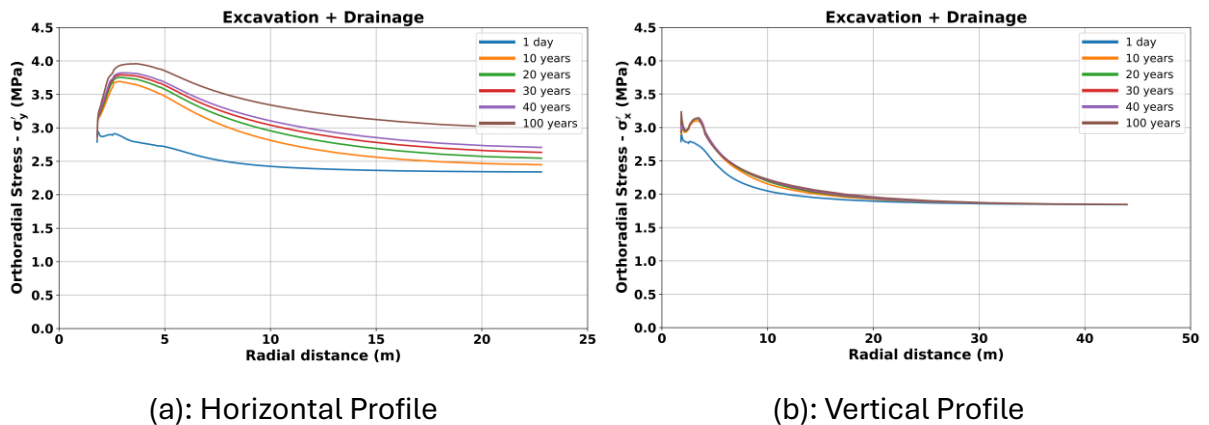 Excavation + Drainage
4.5
4.0
3.5
3.0
2.5
2.0
1.5
1.0
0.5
0.0
Orthoradial Stress - σ′y (MPa)
1 day
10 years
20 years
30 years
40 years
100 years
0 5 10 15 20 25
Radial distance (m)
(a): Horizontal Profile
Excavation + Drainage
4.5
4.0
3.5
3.0
2.5
2.0
1.5
1.0
0.5
0.0
Orthoradial Stress - σ′x (MPa)
1 day
10 years
20 years
30 years
40 years
100 years
0 10 20 30 40 50
Radial distance (m)
(b): Vertical Profile